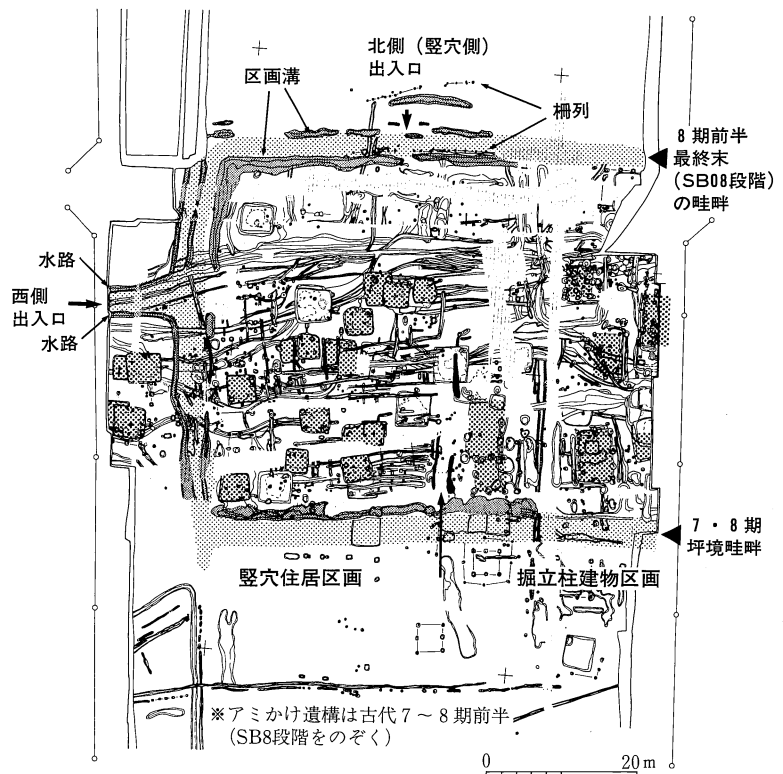 北側（竪穴側）
出入口
区画溝
柵列
8期前半
最終末
（SB08段階）
の畦畔
水路
西側
出入口
水路
7・8期
坪境畦畔
竪穴住居区画
掘立柱建物区画
※アミかけ遺構は古代7～8期前半
（SB8段階をのぞく）
0 20m